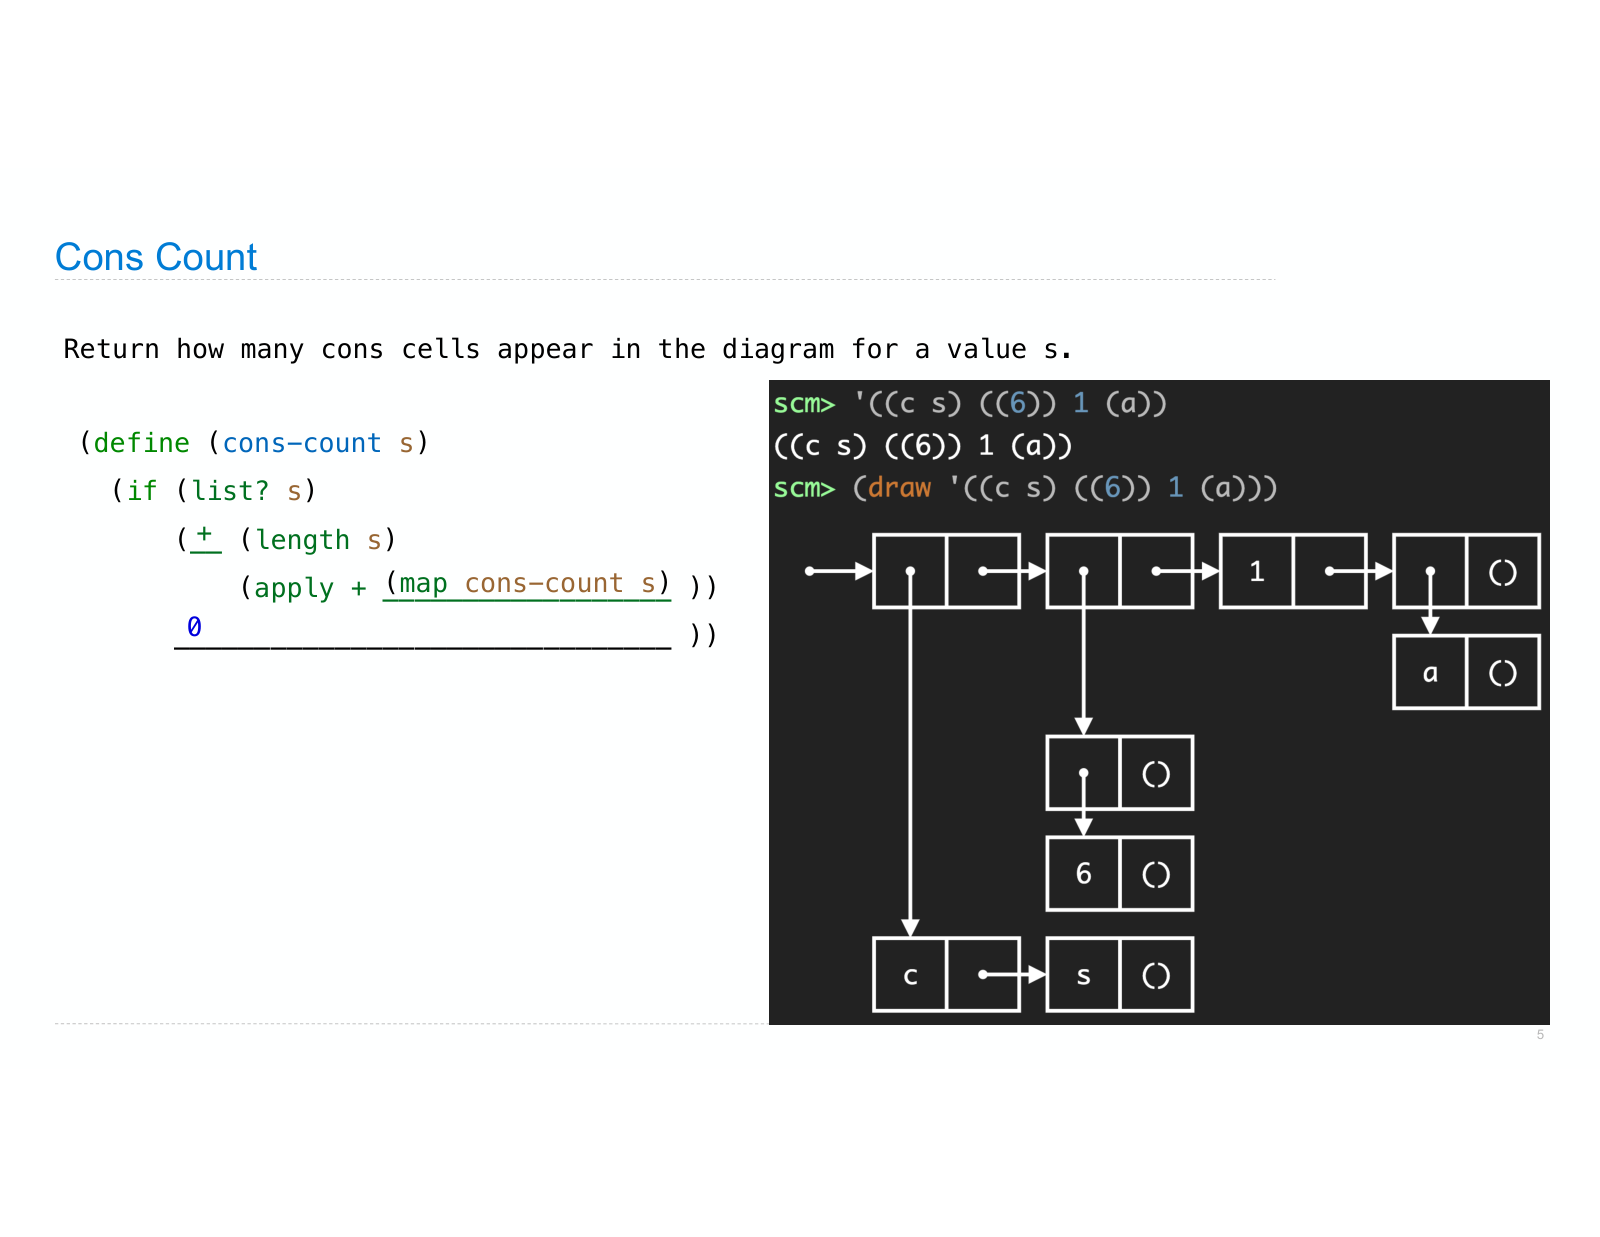 Cons Count
Return how many cons cells appear in the diagram for a value s.
(define (cons-count s)
(if (list? s)
(+ (length s)
(apply + (map cons-count s) ))
0 ))
scm> '((c s) ((6)) 1 (a))
((c s) ((6)) 1 (a))
scm> (draw '((c s) ((6)) 1 (a)))
1 ()
a ()
()
6 ()
c s ()
5